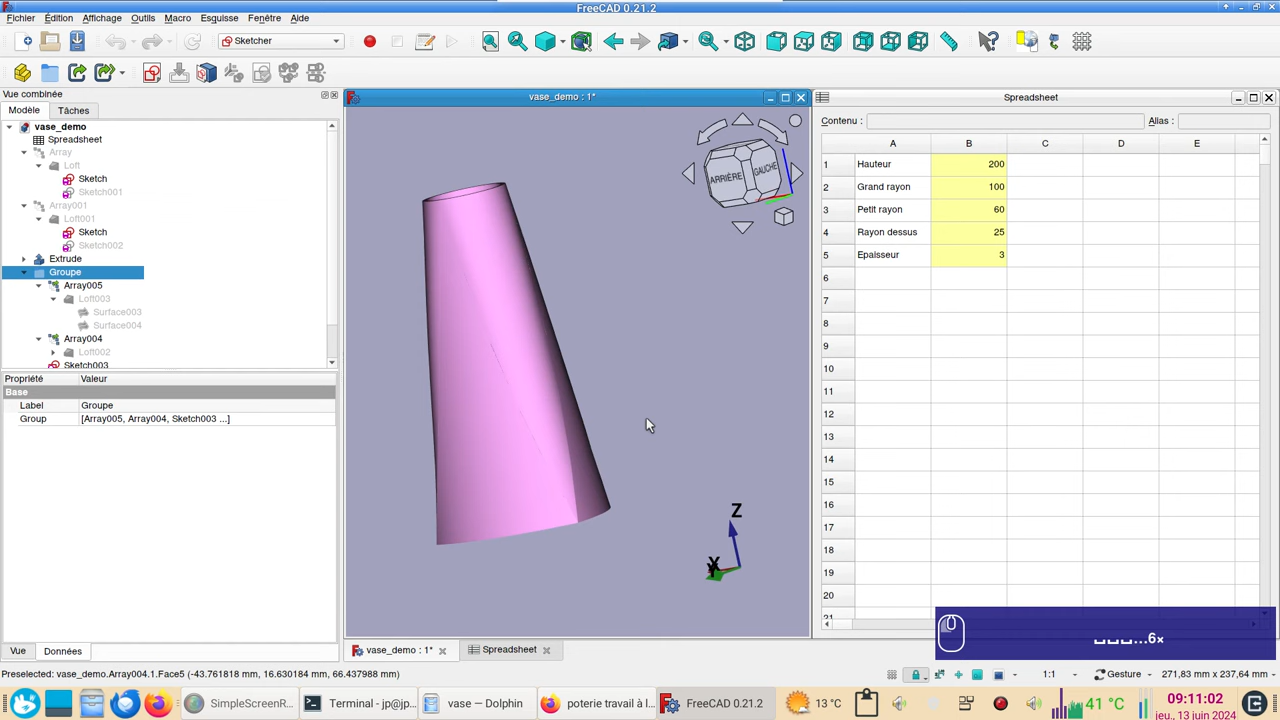 FreeCAD 0.21.2
Fichier Édition Affichage Outils Macro Esquisse Fenêtre Aide
Sketcher
Vue combinée
Modèle Tâches
vase_demo
Spreadsheet
Array
Loft
Sketch
Sketch001
Array001
Loft001
Sketch
Sketch002
Extrude
Groupe
Array005
Loft003
Surface003
Surface004
Array004
Loft002
Sketch003
Propriété Valeur
Base
Label Groupe
Group [Array005, Array004, Sketch003 ...]
Vue Données
vase_demo : 1*
ARRIÈRE GAUCHE
Z
X
Y
vase_demo : 1* Spreadsheet
Spreadsheet
Contenu : Alias :
A B C D E
1 Hauteur 200
2 Grand rayon 100
3 Petit rayon 60
4 Rayon dessus 25
5 Epaisseur 3
6
7
8
9
10
11
12
13
14
15
16
17
18
19
20
21
...6×
Preselected: vase_demo.Array004.1.Face5 (-43.761818 mm, 16.630184 mm, 66.437988 mm)
1:1 Gesture 271,83 mm x 237,64 mm
SimpleScreenR... Terminal - jp@jp... vase — Dolphin poterie travail à l... FreeCAD 0.21.2 13 °C 41 °C 09:11:02
jeu., 13 juin 2024